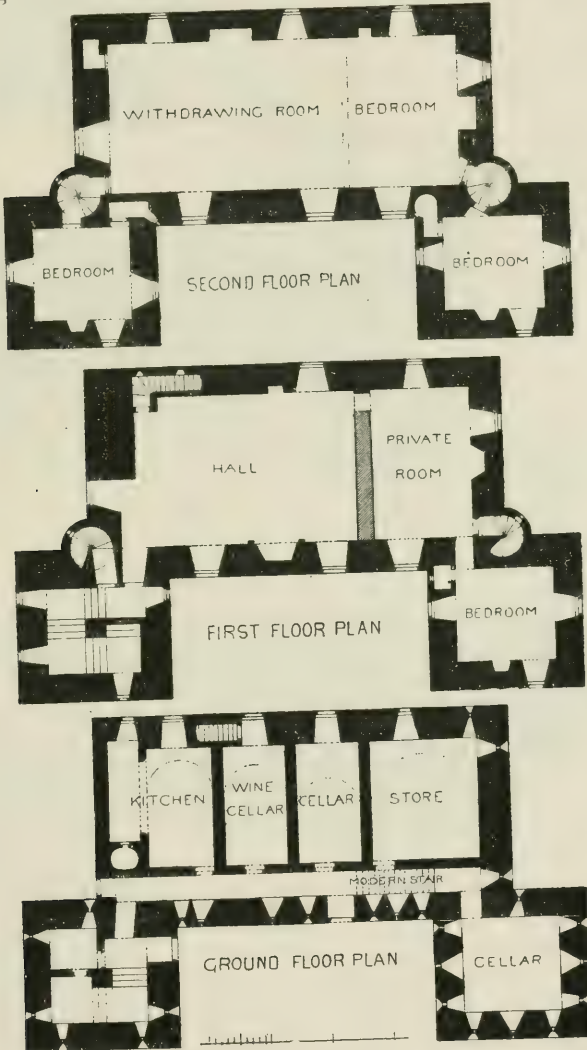 WITHDRAWING ROOM
BEDROOM
BEDROOM
BEDROOM
SECOND FLOOR PLAN
HALL
PRIVATE
ROOM
BEDROOM
FIRST FLOOR PLAN
KITCHEN
WINE
CELLAR
CELLAR
STORE
MODERN STAIR
GROUND FLOOR PLAN
CELLAR